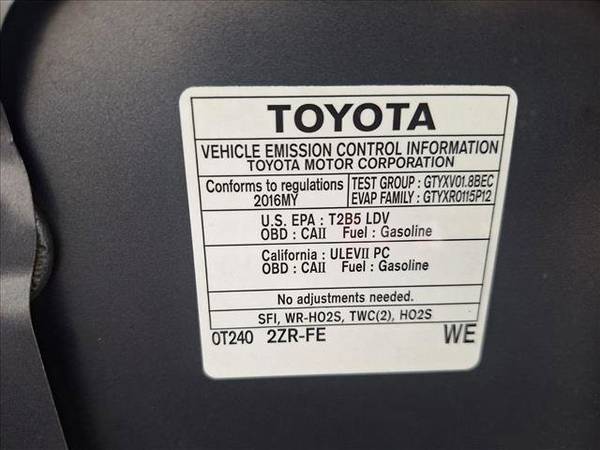 TOYOTA
VEHICLE EMISSION CONTROL INFORMATION
TOYOTA MOTOR CORPORATION
Conforms to regulations
2016MY
TEST GROUP : GTYXV01.8BEC
EVAP FAMILY : GTYXR0115P12
U.S. EPA : T2B5 LDV
OBD : CAII Fuel : Gasoline
California : ULEVII PC
OBD : CAII Fuel : Gasoline
No adjustments needed.
SFI, WR-HO2S, TWC(2), HO2S
0T240 2ZR-FE WE